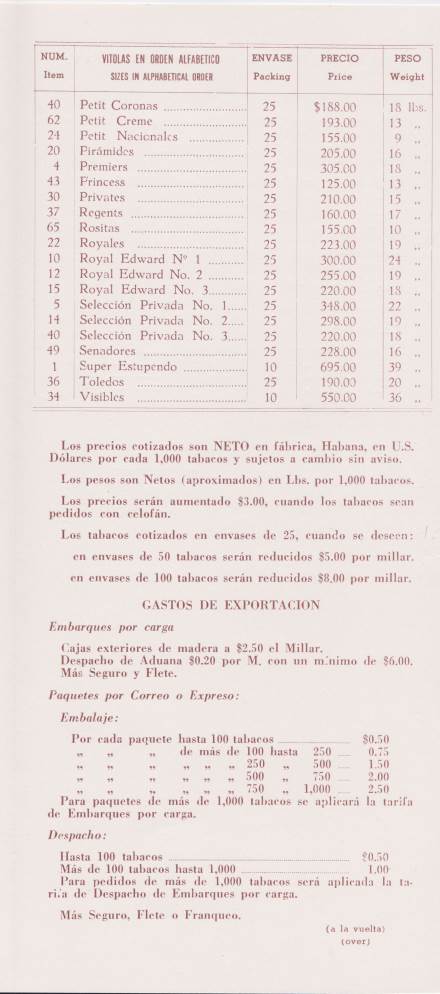 NUM. VITOLAS EN ORDEN ALFABETICO ENVASE PRECIO PESO
Item SIZES IN ALPHABETICAL ORDER Packing Price Weight
40 Petit Coronas .................... 25 $188.00 18 lbs.
62 Petit Creme .................... 25 193.00 13 ,,
24 Petit Nacionales .............. 25 155.00 9 ,,
20 Pirámides ........................ 25 205.00 16 ,,
4 Premiers .......................... 25 305.00 18 ,,
43 Princess .......................... 25 125.00 13 ,,
30 Privates .......................... 25 210.00 15 ,,
37 Regents .......................... 25 160.00 17 ,,
65 Rositas .......................... 25 155.00 10 ,,
22 Royales .......................... 25 223.00 19 ,,
10 Royal Edward Nº 1 ........... 25 300.00 24 ,,
12 Royal Edward No. 2 ........... 25 255.00 19 ,,
15 Royal Edward No. 3........... 25 220.00 18 ,,
5 Selección Privada No. 1..... 25 348.00 22 ,,
14 Selección Privada No. 2..... 25 298.00 19 ,,
40 Selección Privada No. 3..... 25 220.00 18 ,,
49 Senadores ........................ 25 228.00 16 ,,
1 Super Estupendo ................ 10 695.00 39 ,,
36 Toledos .......................... 25 190.00 20 ,,
34 Visibles .......................... 10 550.00 36 ,,
Los precios cotizados son NETO en fábrica, Habana, en U.S.
Dólares por cada 1,000 tabacos y sujetos a cambio sin aviso.
Los pesos son Netos (aproximados) en Lbs. por 1,000 tabacos.
Los precios serán aumentado $3.00, cuando los tabacos sean
pedidos con celofán.
Los tabacos cotizados en envases de 25, cuando se deseen:
en envases de 50 tabacos serán reducidos $5.00 por millar.
en envases de 100 tabacos serán reducidos $8.00 por millar.
GASTOS DE EXPORTACION
Embarques por carga
Cajas exteriores de madera a $2.50 el Millar.
Despacho de Aduana $0.20 por M. con un mínimo de $6.00.
Más Seguro y Flete.
Paquetes por Correo o Expreso:
Embalaje:
Por cada paquete hasta 100 tabacos .................... $0.50
,, ,, ,, de más de 100 hasta 250 .... 0.75
,, ,, ,, ,, ,, ,, 250 ,, 500 .... 1.50
,, ,, ,, ,, ,, ,, 500 ,, 750 .... 2.00
,, ,, ,, ,, ,, ,, 750 ,, 1,000 .... 2.50
Para paquetes de más de 1,000 tabacos se aplicará la tarifa
de Embarques por carga.
Despacho:
Hasta 100 tabacos ........................................ $0.50
Más de 100 tabacos hasta 1,000 .................... 1.00
Para pedidos de más de 1,000 tabacos será aplicada la ta-
rifa de Despacho de Embarques por carga.
Más Seguro, Flete o Franqueo.
(a la vuelta)
(over)